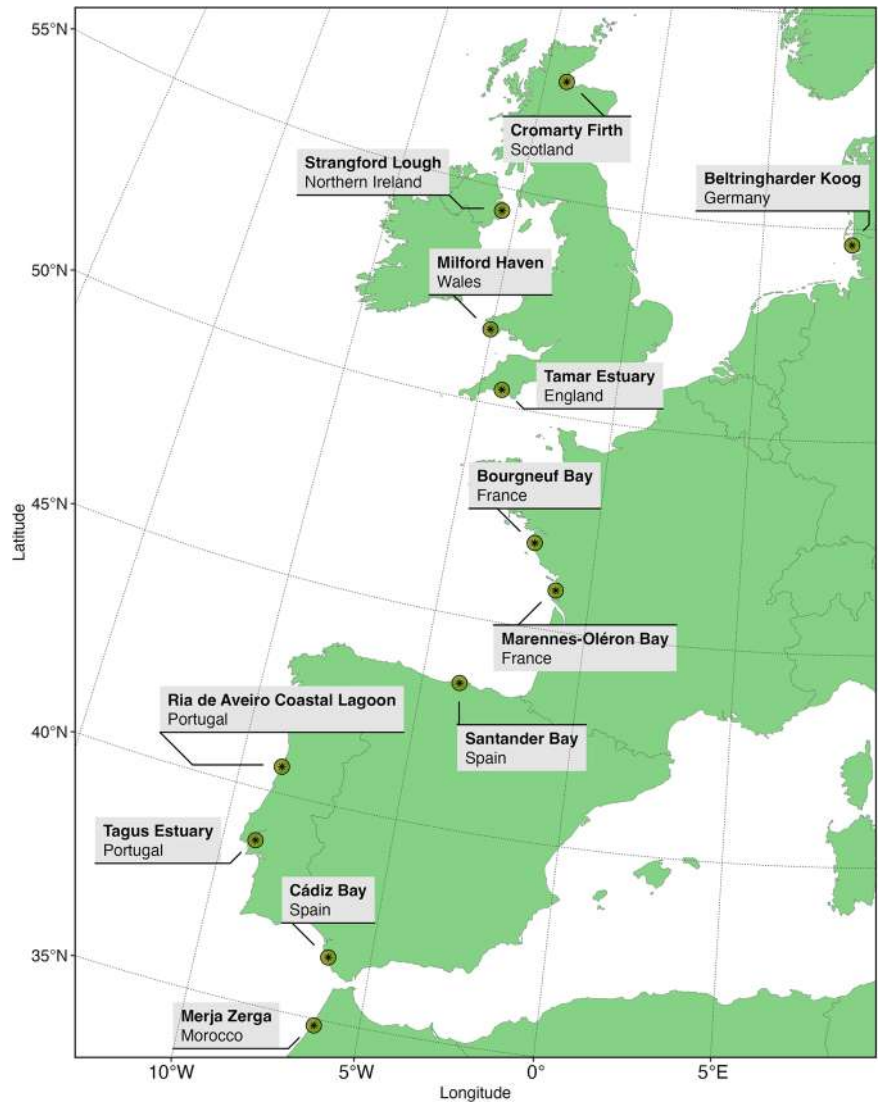 55°N
Cromarty Firth
Scotland
Strangford Lough
Northern Ireland
Beltringharder Koog
Germany
50°N
Milford Haven
Wales
Tamar Estuary
England
Bourgneuf Bay
France
45°N
Latitude
Marennes-Oléron Bay
France
Ria de Aveiro Coastal Lagoon
Portugal
Santander Bay
Spain
40°N
Tagus Estuary
Portugal
Cádiz Bay
Spain
35°N
Merja Zerga
Morocco
10°W
5°W
0°
5°E
Longitude